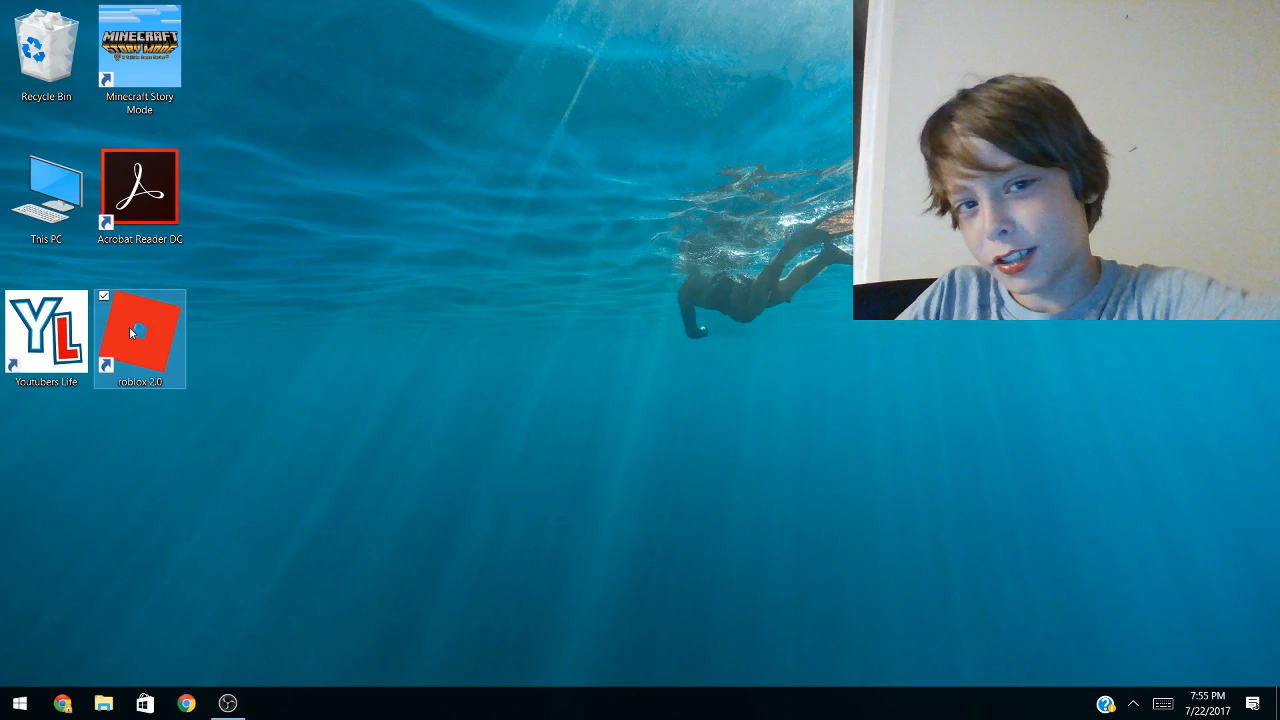 MINECRAFT
STORY MODE
Recycle Bin
Minecraft Story
Mode
This PC
Acrobat Reader DC
YL
Youtubers Life
roblox 2.0
7:55 PM
7/22/2017